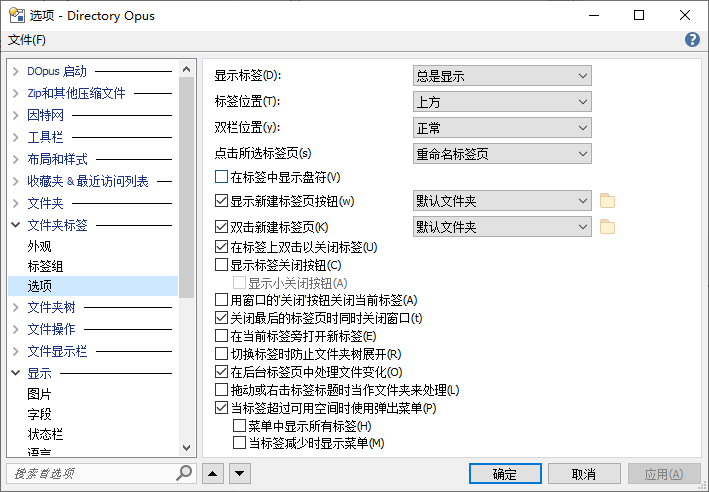 选项 - Directory Opus
文件(F)
DOpus 启动
Zip和其他压缩文件
因特网
工具栏
布局和样式
收藏夹 & 最近访问列表
文件夹
文件夹标签
外观
标签组
选项
文件夹树
文件操作
文件显示栏
显示
图片
字段
状态栏
语言
搜索首选项
显示标签(D): 总是显示
标签位置(T): 上方
双栏位置(y): 正常
点击所选标签页(s) 重命名标签页
在标签中显示盘符(V)
显示新建标签页按钮(w) 默认文件夹
双击新建标签页(K) 默认文件夹
在标签上双击以关闭标签(U)
显示标签关闭按钮(C)
显示小关闭按钮(A)
用窗口的'关闭'按钮关闭当前标签(A)
关闭最后的标签页时同时关闭窗口(t)
在当前标签旁打开新标签(E)
切换标签时防止文件夹树展开(R)
在后台标签页中处理文件变化(O)
拖动或右击标签标题时当作文件夹来处理(L)
当标签超过可用空间时使用弹出菜单(P)
菜单中显示所有标签(H)
当标签减少时显示菜单(M)
确定 取消 应用(A)